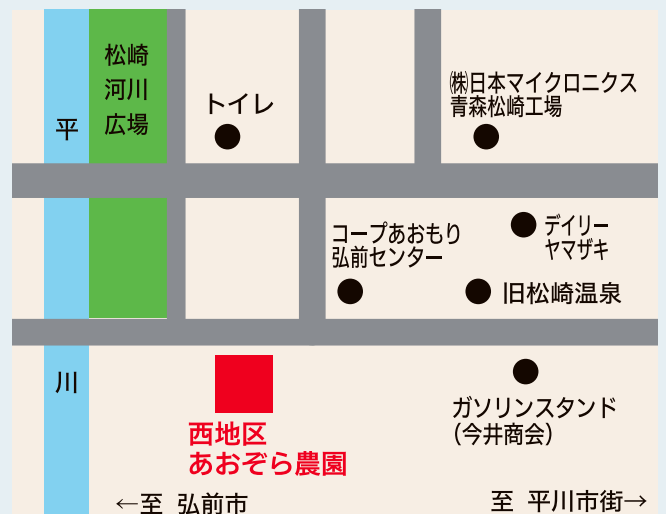 松崎
河川
広場
平
川
トイレ
㈱日本マイクロニクス
青森松崎工場
コープあおもり
弘前センター
デイリー
ヤマザキ
旧松崎温泉
ガソリンスタンド
(今井商会)
西地区
あおぞら農園
←至 弘前市
至 平川市街→